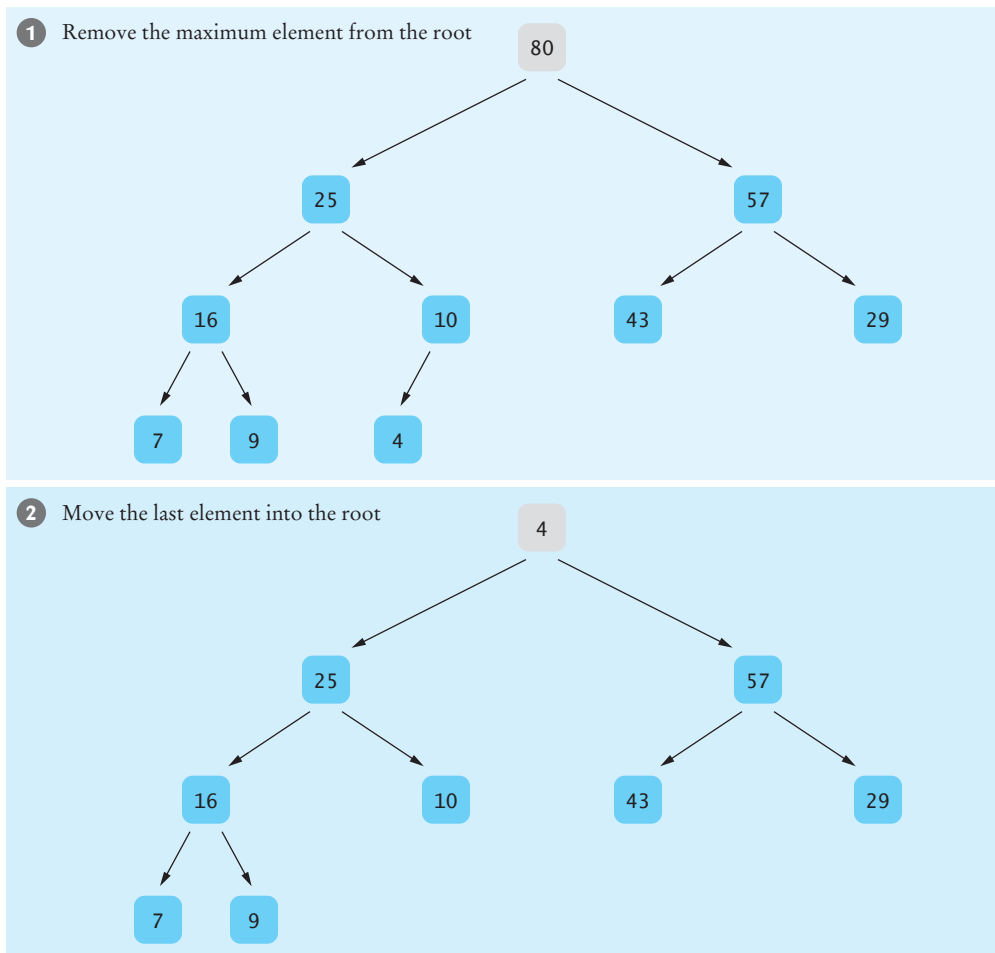 1 Remove the maximum element from the root
80
25 57
16 10 43 29
7 9 4
2 Move the last element into the root
4
25 57
16 10 43 29
7 9